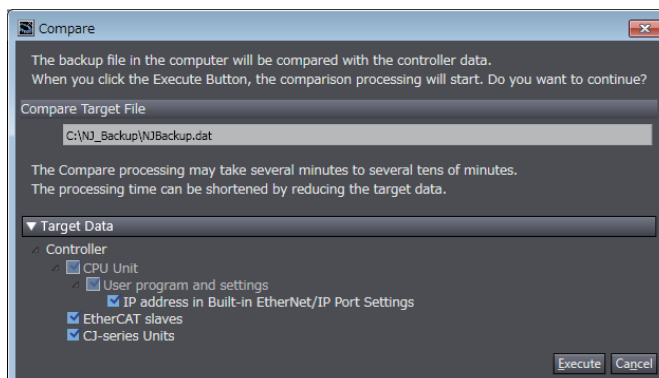 Compare
The backup file in the computer will be compared with the controller data.
When you click the Execute Button, the comparison processing will start. Do you want to continue?
Compare Target File
C:\NJ_Backup\NJBackup.dat
The Compare processing may take several minutes to several tens of minutes.
The processing time can be shortened by reducing the target data.
Target Data
Controller
CPU Unit
User program and settings
IP address in Built-in EtherNet/IP Port Settings
EtherCAT slaves
CJ-series Units
Execute Cancel